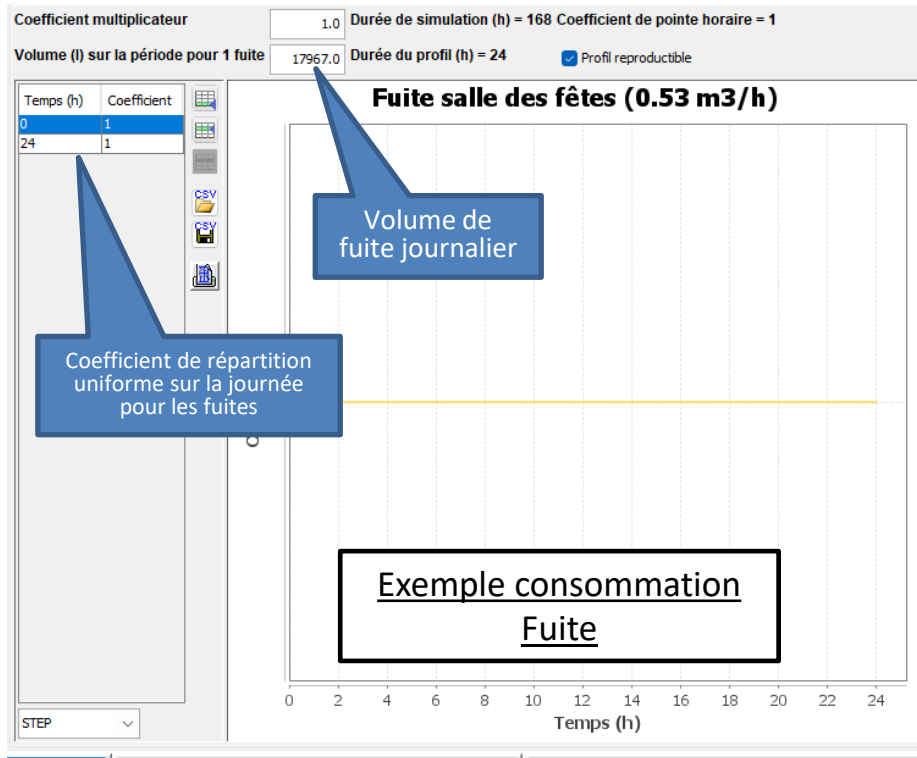 Coefficient multiplicateur 1.0 Durée de simulation (h) = 168 Coefficient de pointe horaire = 1
Volume (l) sur la période pour 1 fuite 17967.0 Durée du profil (h) = 24 Profil reproductible
Temps (h) Coefficient
0 1
24 1
CSV
CSV
Fuite salle des fêtes (0.53 m3/h)
Volume de
fuite journalier
Coefficient de répartition
uniforme sur la journée
pour les fuites
Exemple consommation
Fuite
0 2 4 6 8 10 12 14 16 18 20 22 24
Temps (h)
STEP